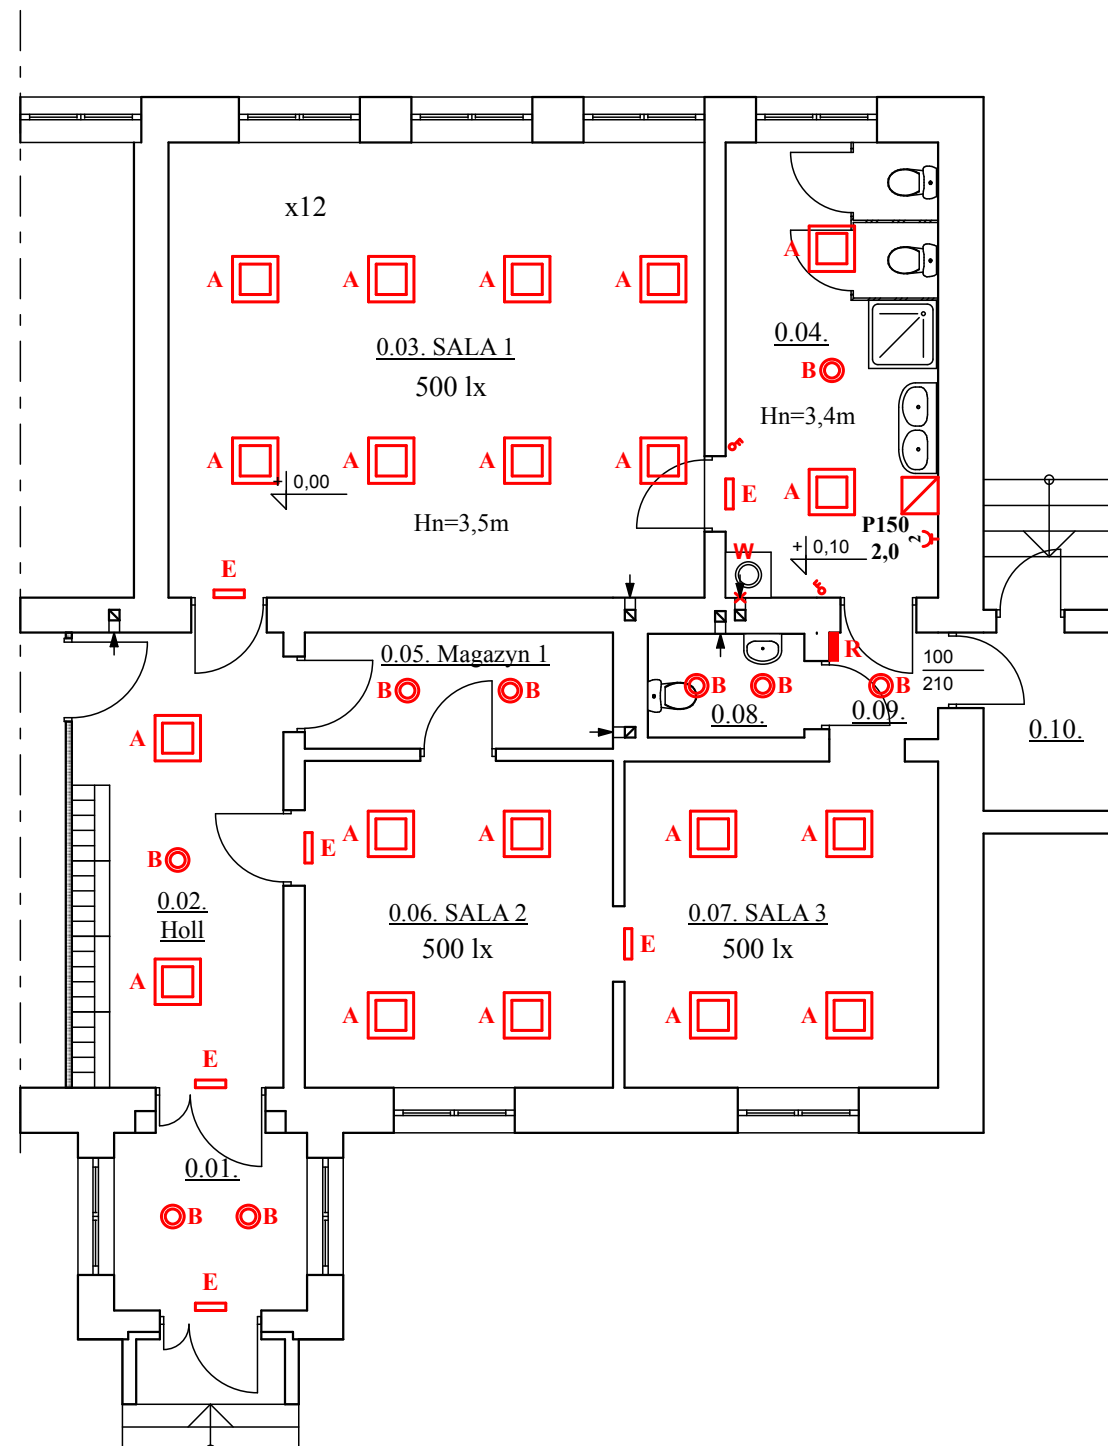 x12
A
A A A A
0.04.
0.03. SALA 1
500 lx
B
Hn=3,4m
A A A A
+ 0,00
E A
Hn=3,5m
P150
2,0 2
W
+ 0,10
E
R
100
210
0.05. Magazyn 1
B B
B B
B
0.08.
0.09.
0.10.
A
A A
A A
E
B
0.02.
Holl
0.06. SALA 2
500 lx
0.07. SALA 3
500 lx
E
A
A A
A A
E
0.01.
B B
E